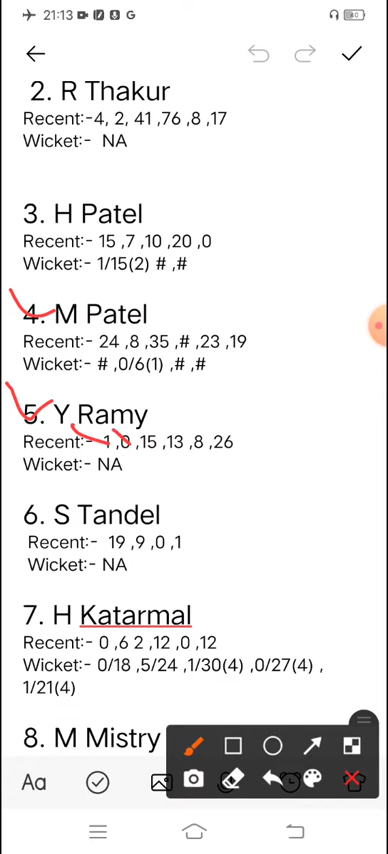 21:13
2. R Thakur
Recent:-4, 2, 41 ,76 ,8 ,17
Wicket:- NA
3. H Patel
Recent:- 15 ,7 ,10 ,20 ,0
Wicket:- 1/15(2) # ,#
4. M Patel
Recent:- 24 ,8 ,35 ,# ,23 ,19
Wicket:- # ,0/6(1) ,# ,#
5. Y Ramy
Recent:- 1 ,0 ,15 ,13 ,8 ,26
Wicket:- NA
6. S Tandel
Recent:- 19 ,9 ,0 ,1
Wicket:- NA
7. H Katarmal
Recent:- 0 ,6 2 ,12 ,0 ,12
Wicket:- 0/18 ,5/24 ,1/30(4) ,0/27(4) ,
1/21(4)
8. M Mistry
Aa